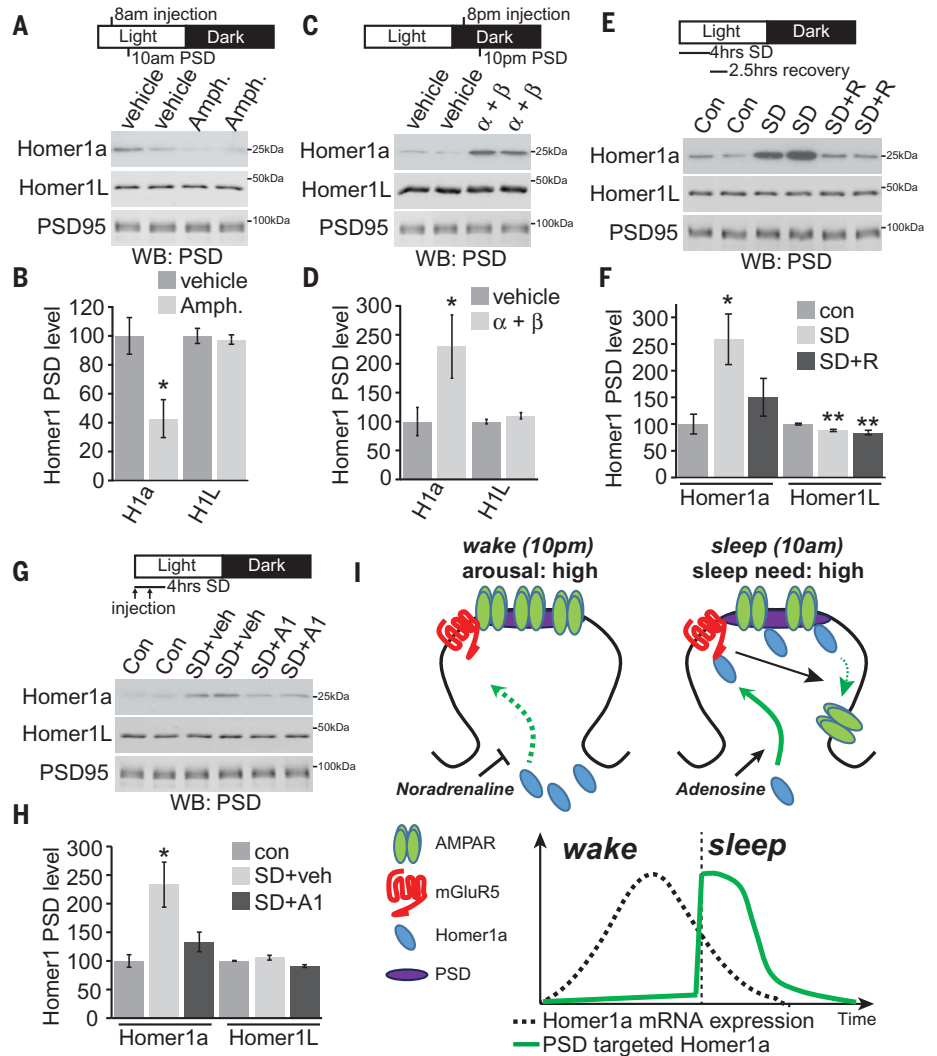 A
8am injection
Light Dark
10am PSD
vehicle vehicle Amph. Amph.
Homer1a
25kDa
Homer1L
50kDa
PSD95
100kDa
WB: PSD
B
vehicle
Amph.
Homer1 PSD level
120
100
80
60
40
20
0
*
H1a H1L
C
8pm injection
Light Dark
10pm PSD
vehicle vehicle α + β α + β
Homer1a
25kDa
Homer1L
50kDa
PSD95
100kDa
WB: PSD
D
vehicle
α + β
Homer1 PSD level
300
250
200
150
100
50
0
*
H1a H1L
E
Light Dark
4hrs SD
2.5hrs recovery
Con Con SD SD SD+R SD+R
Homer1a
25kDa
Homer1L
50kDa
PSD95
100kDa
WB: PSD
F
con
SD
SD+R
Homer1 PSD level
300
250
200
150
100
50
0
*
** **
Homer1a Homer1L
G
Light Dark
4hrs SD
injection
Con Con SD+veh SD+veh SD+A1 SD+A1
Homer1a
25kDa
Homer1L
50kDa
PSD95
100kDa
WB: PSD
H
con
SD+veh
SD+A1
Homer1 PSD level
300
250
200
150
100
50
0
*
Homer1a Homer1L
I
wake (10pm)
arousal: high
Noradrenaline
sleep (10am)
sleep need: high
Adenosine
AMPAR
mGluR5
Homer1a
PSD
wake sleep
Time
Homer1a mRNA expression
PSD targeted Homer1a